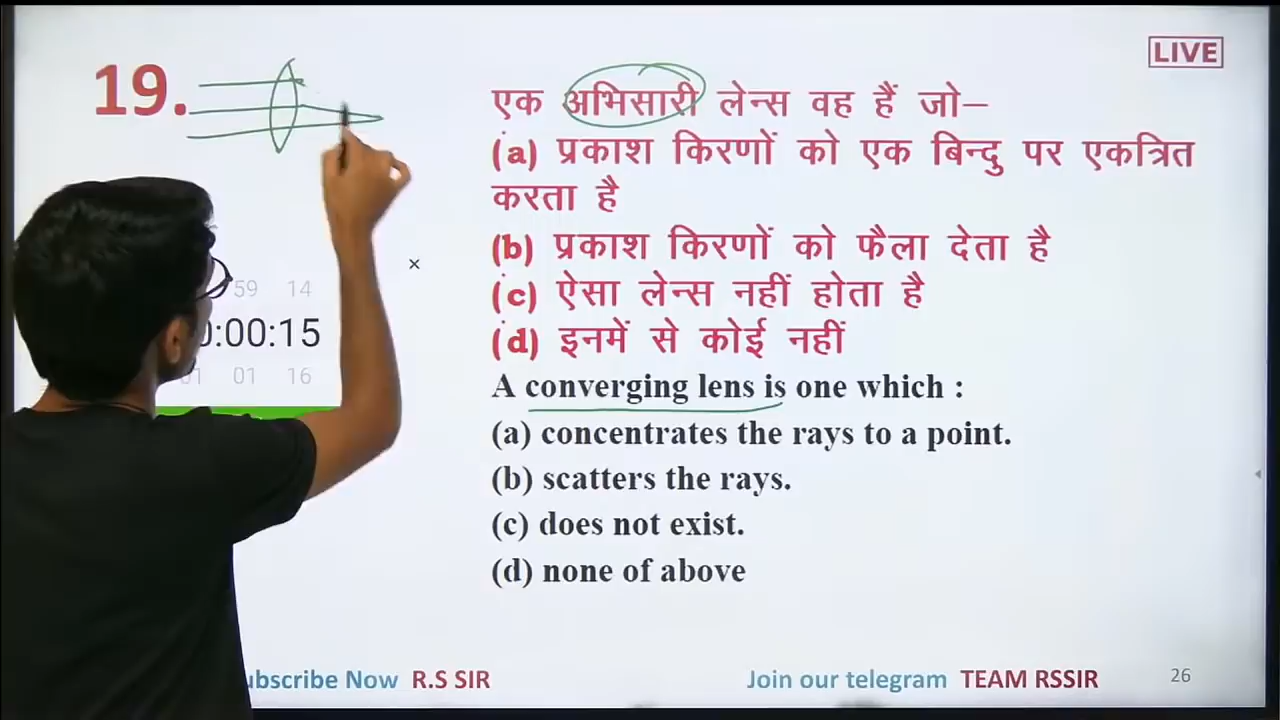 LIVE
19.
एक अभिसारी लेन्स वह हैं जो–
(a) प्रकाश किरणों को एक बिन्दु पर एकत्रित
करता है
(b) प्रकाश किरणों को फैला देता है
(c) ऐसा लेन्स नहीं होता है
(d) इनमें से कोई नहीं
A converging lens is one which :
(a) concentrates the rays to a point.
(b) scatters the rays.
(c) does not exist.
(d) none of above
×
59 14
:00:15
01 01 16
Now R.S SIR
Join our telegram TEAM RSSIR
26